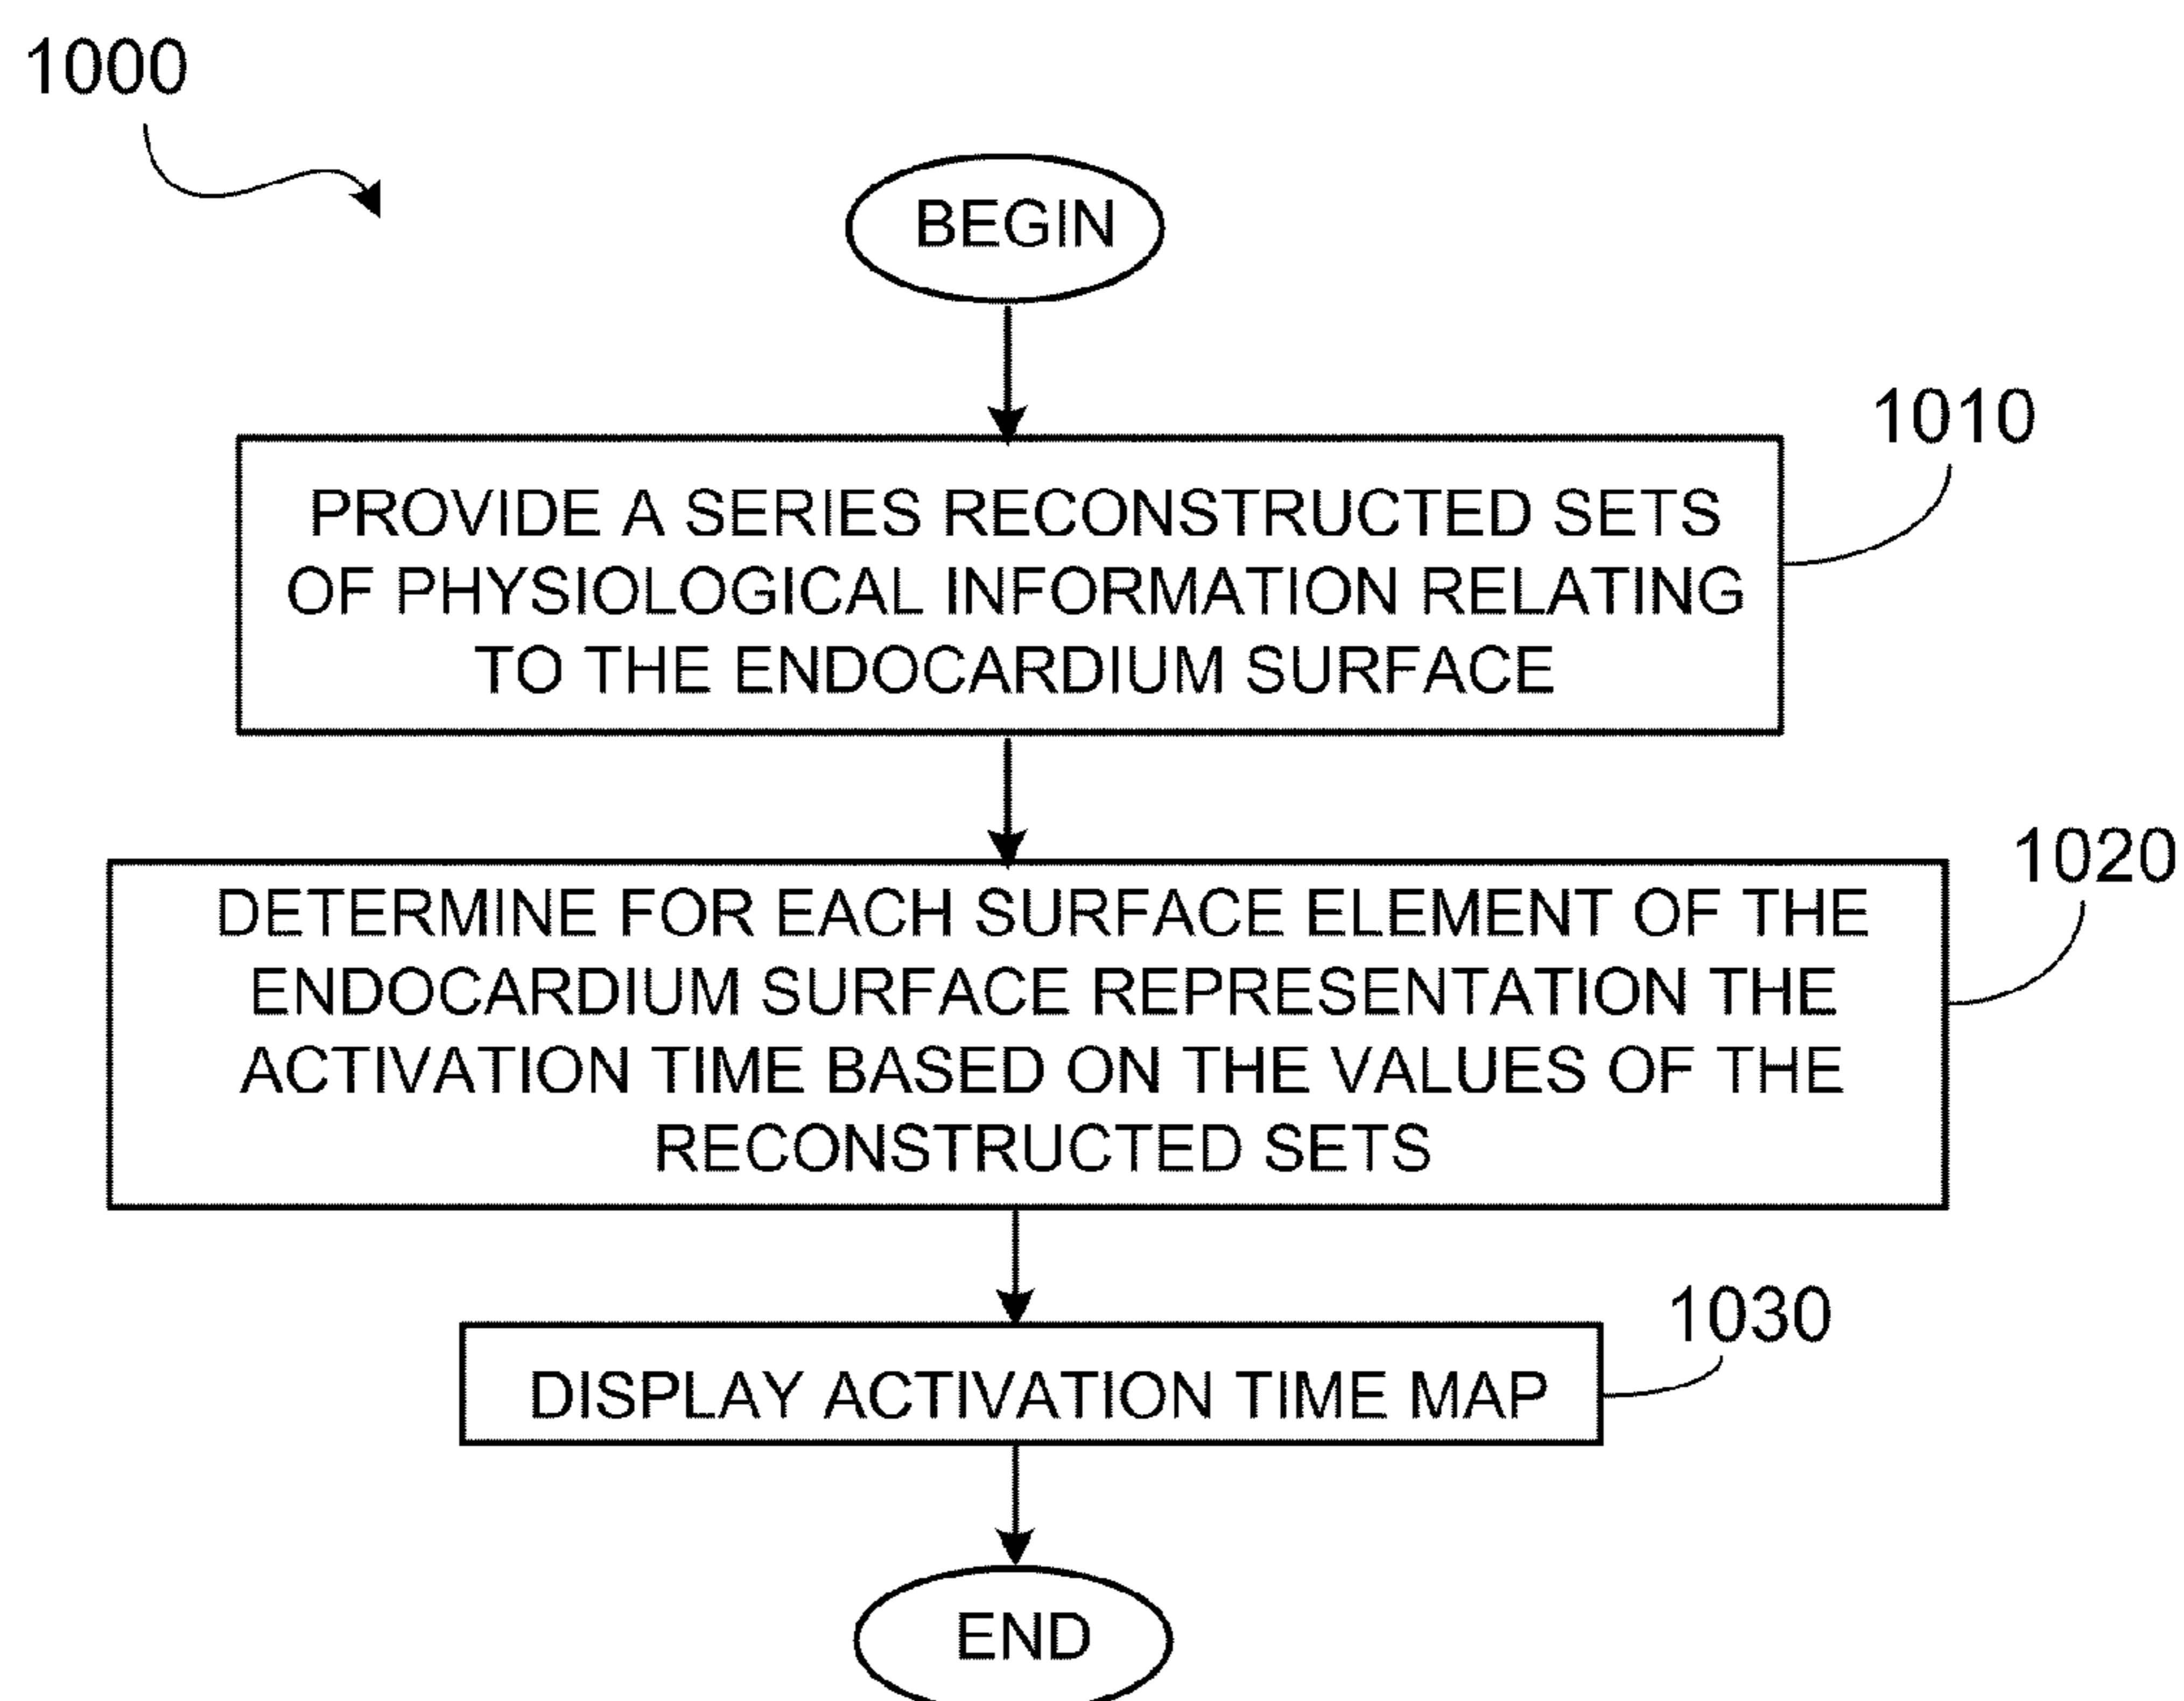 1000
BEGIN
1010
PROVIDE A SERIES RECONSTRUCTED SETS
OF PHYSIOLOGICAL INFORMATION RELATING
TO THE ENDOCARDIUM SURFACE
1020
DETERMINE FOR EACH SURFACE ELEMENT OF THE
ENDOCARDIUM SURFACE REPRESENTATION THE
ACTIVATION TIME BASED ON THE VALUES OF THE
RECONSTRUCTED SETS
1030
DISPLAY ACTIVATION TIME MAP
END